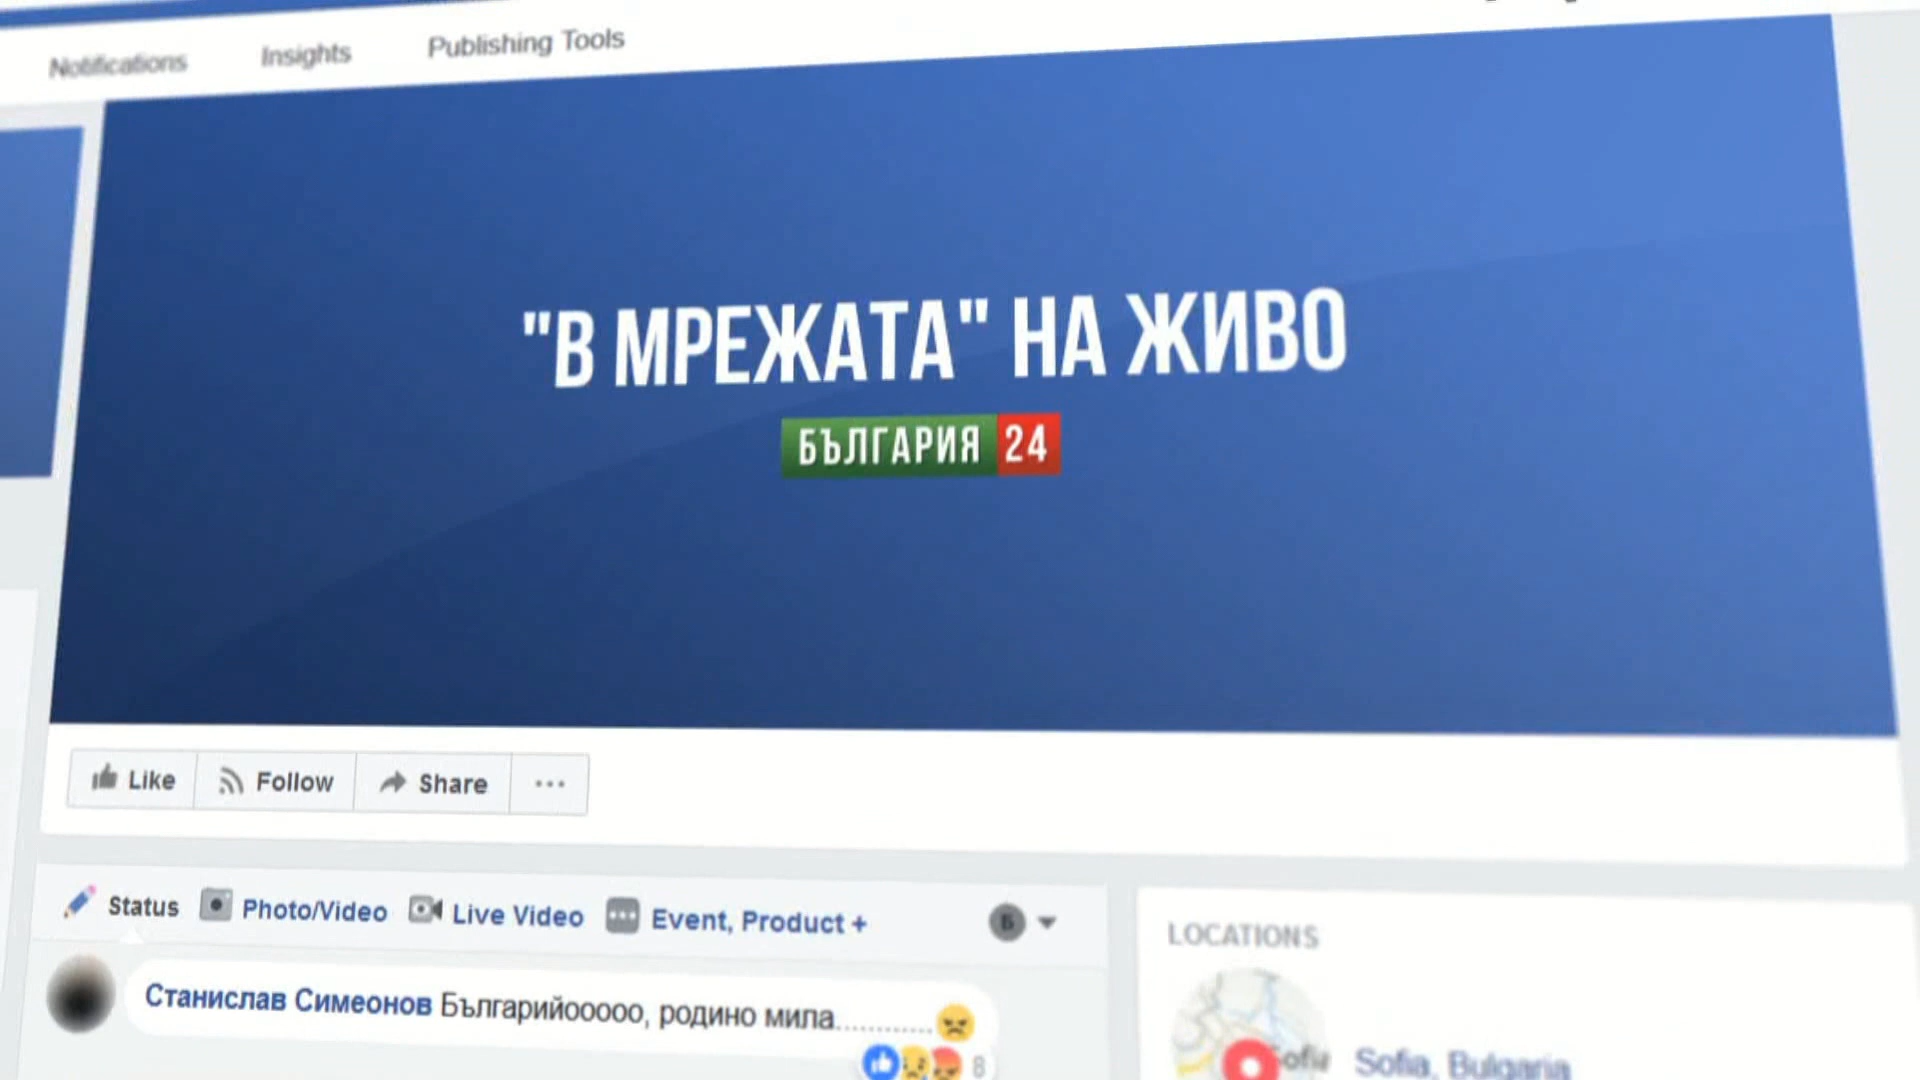 Notifications Insights Publishing Tools
"В МРЕЖАТА" НА ЖИВО
БЪЛГАРИЯ 24
Like Follow Share ...
Status Photo/Video Live Video Event, Product +
Б
LOCATIONS
Станислав Симеонов Българийооооо, родино мила............
8
Sofia, Bulgaria